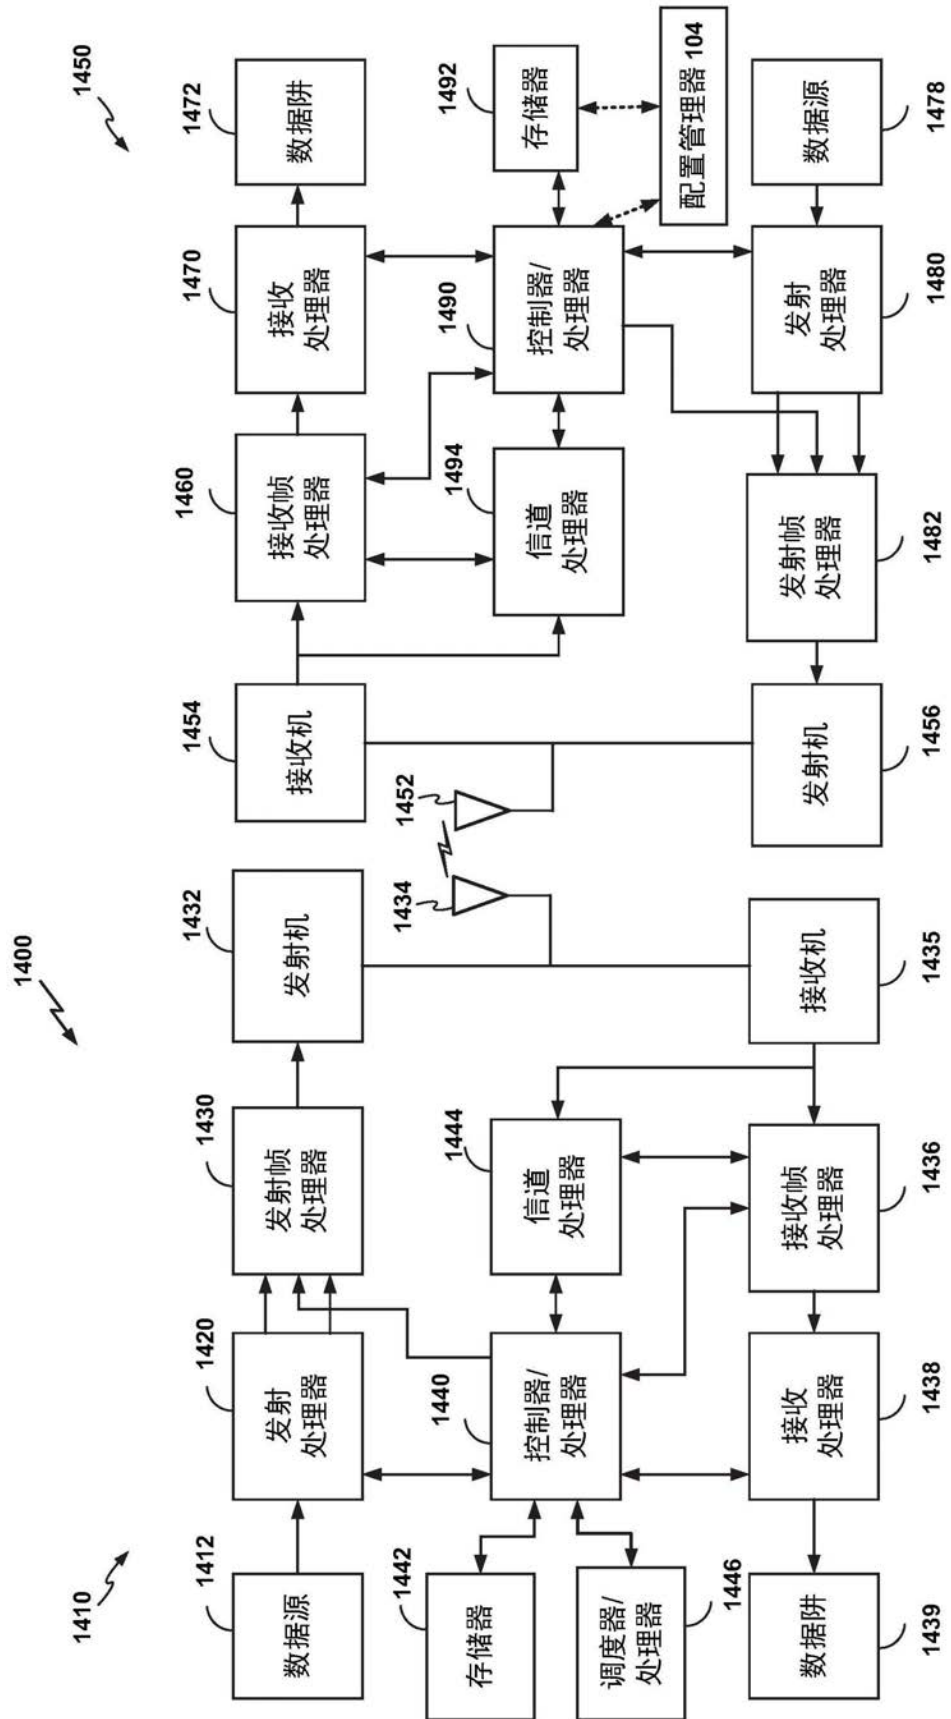 1400
1410
1412
数据源
1420
发射
处理器
1430
发射帧
处理器
1432
发射机
1442
存储器
1440
控制器/
处理器
1444
信道
处理器
1434
1446
调度器/
处理器
1439
数据阱
1438
接收
处理器
1436
接收帧
处理器
1435
接收机
1450
1454
接收机
1460
接收帧
处理器
1470
接收
处理器
1472
数据阱
1452
1494
信道
处理器
1490
控制器/
处理器
1492
存储器
配置管理器 104
1456
发射机
1482
发射帧
处理器
1480
发射
处理器
1478
数据源